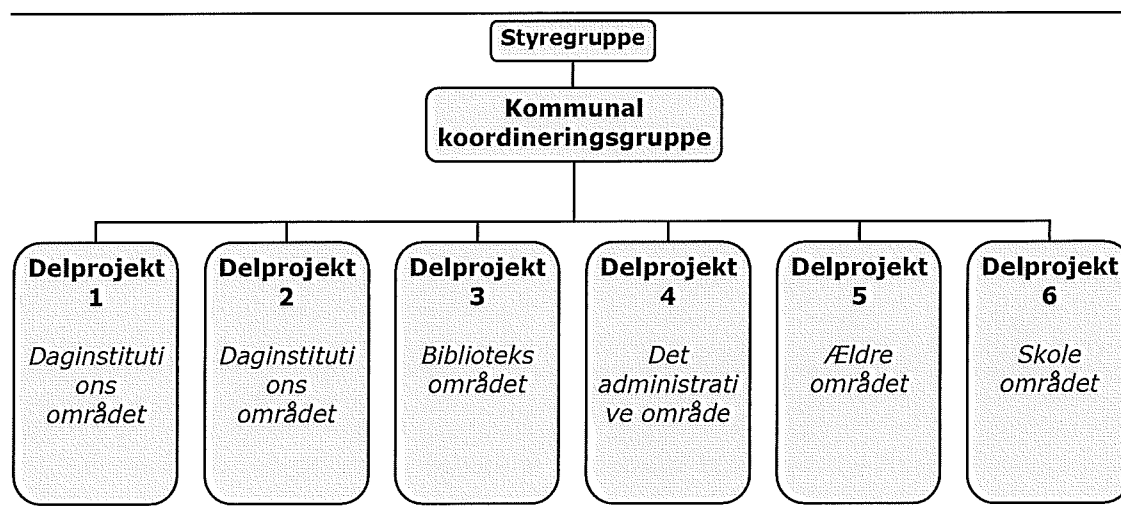 Styregruppe
Kommunal
koordineringsgruppe
Delprojekt
1
Daginstituti
ons
området
Delprojekt
2
Daginstituti
ons
området
Delprojekt
3
Biblioteks
området
Delprojekt
4
Det
administrati
ve område
Delprojekt
5
Ældre
området
Delprojekt
6
Skole
området